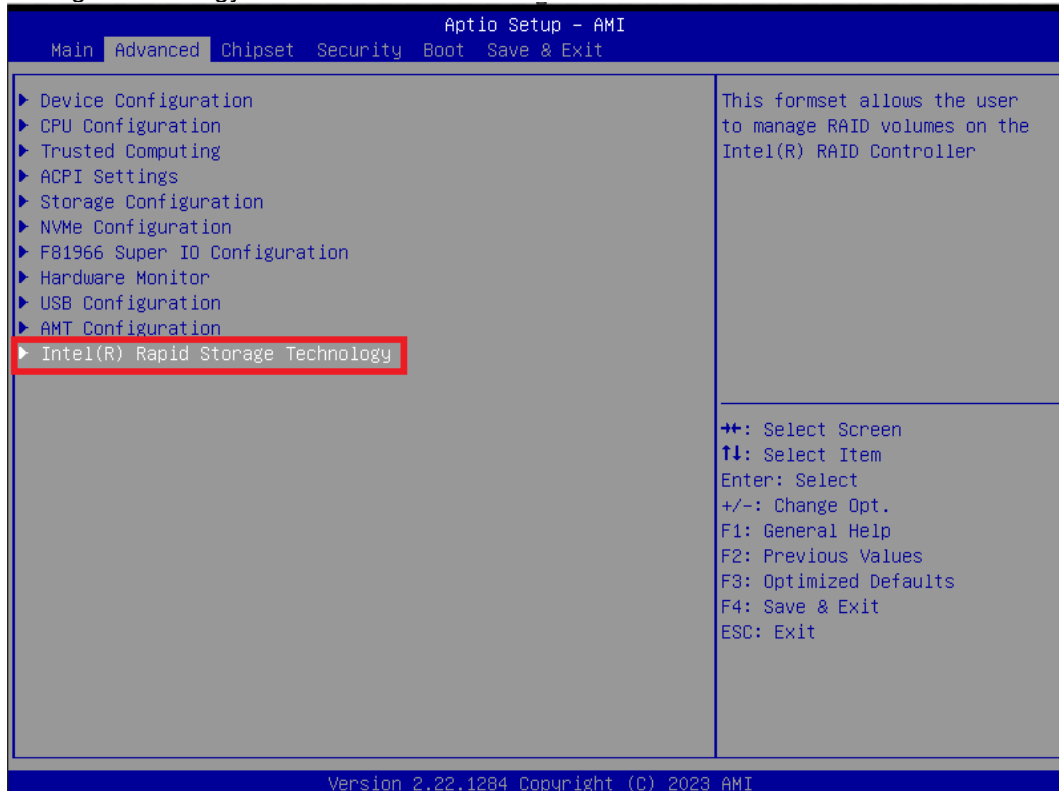 Aptio Setup – AMI
Main Advanced Chipset Security Boot Save & Exit
▶ Device Configuration
▶ CPU Configuration
▶ Trusted Computing
▶ ACPI Settings
▶ Storage Configuration
▶ NVMe Configuration
▶ F81966 Super IO Configuration
▶ Hardware Monitor
▶ USB Configuration
▶ AMT Configuration
▶ Intel(R) Rapid Storage Technology
This formset allows the user
to manage RAID volumes on the
Intel(R) RAID Controller
→←: Select Screen
↑↓: Select Item
Enter: Select
+/-: Change Opt.
F1: General Help
F2: Previous Values
F3: Optimized Defaults
F4: Save & Exit
ESC: Exit
Version 2.22.1284 Copyright (C) 2023 AMI